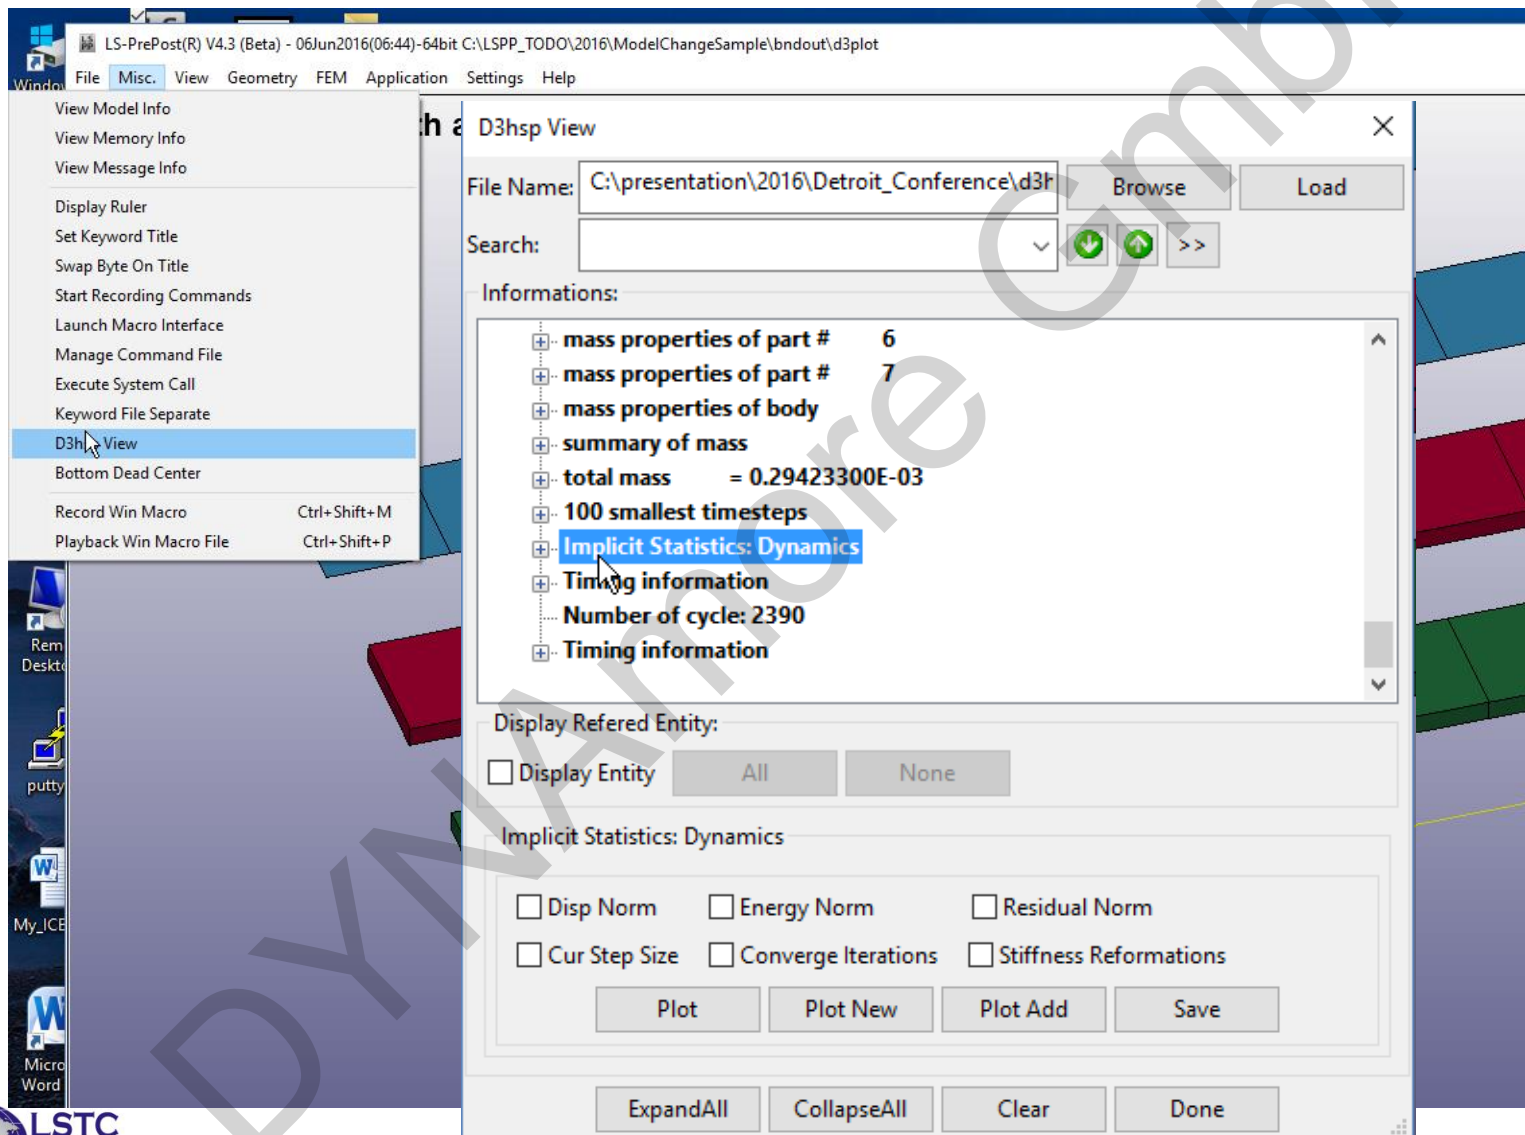 LS-PrePost(R) V4.3 (Beta) - 06Jun2016(06:44)-64bit C:\LSPP_TODO\2016\ModelChangeSample\bndout\d3plot
File Misc. View Geometry FEM Application Settings Help
View Model Info
View Memory Info
View Message Info
Display Ruler
Set Keyword Title
Swap Byte On Title
Start Recording Commands
Launch Macro Interface
Manage Command File
Execute System Call
Keyword File Separate
View
Bottom Dead Center
Record Win Macro Ctrl+Shift+M
Playback Win Macro File Ctrl+Shift+P
D3hsp View
File Name: C:\presentation\2016\Detroit_Conference\d3h Browse Load
Search: >>
Informations:
mass properties of part # 6
mass properties of part # 7
mass properties of body
summary of mass
total mass = 0.29423300E-03
100 smallest timesteps
Implicit Statistics: Dynamics
Timing information
Number of cycle: 2390
Timing information
Display Refered Entity:
Display Entity All None
Implicit Statistics: Dynamics
Disp Norm Energy Norm Residual Norm
Cur Step Size Converge Iterations Stiffness Reformations
Plot Plot New Plot Add Save
ExpandAll CollapseAll Clear Done
Rem
Deskto
putty
My_ICE
Micro
Word
LSTC
DYNAmore Gmb